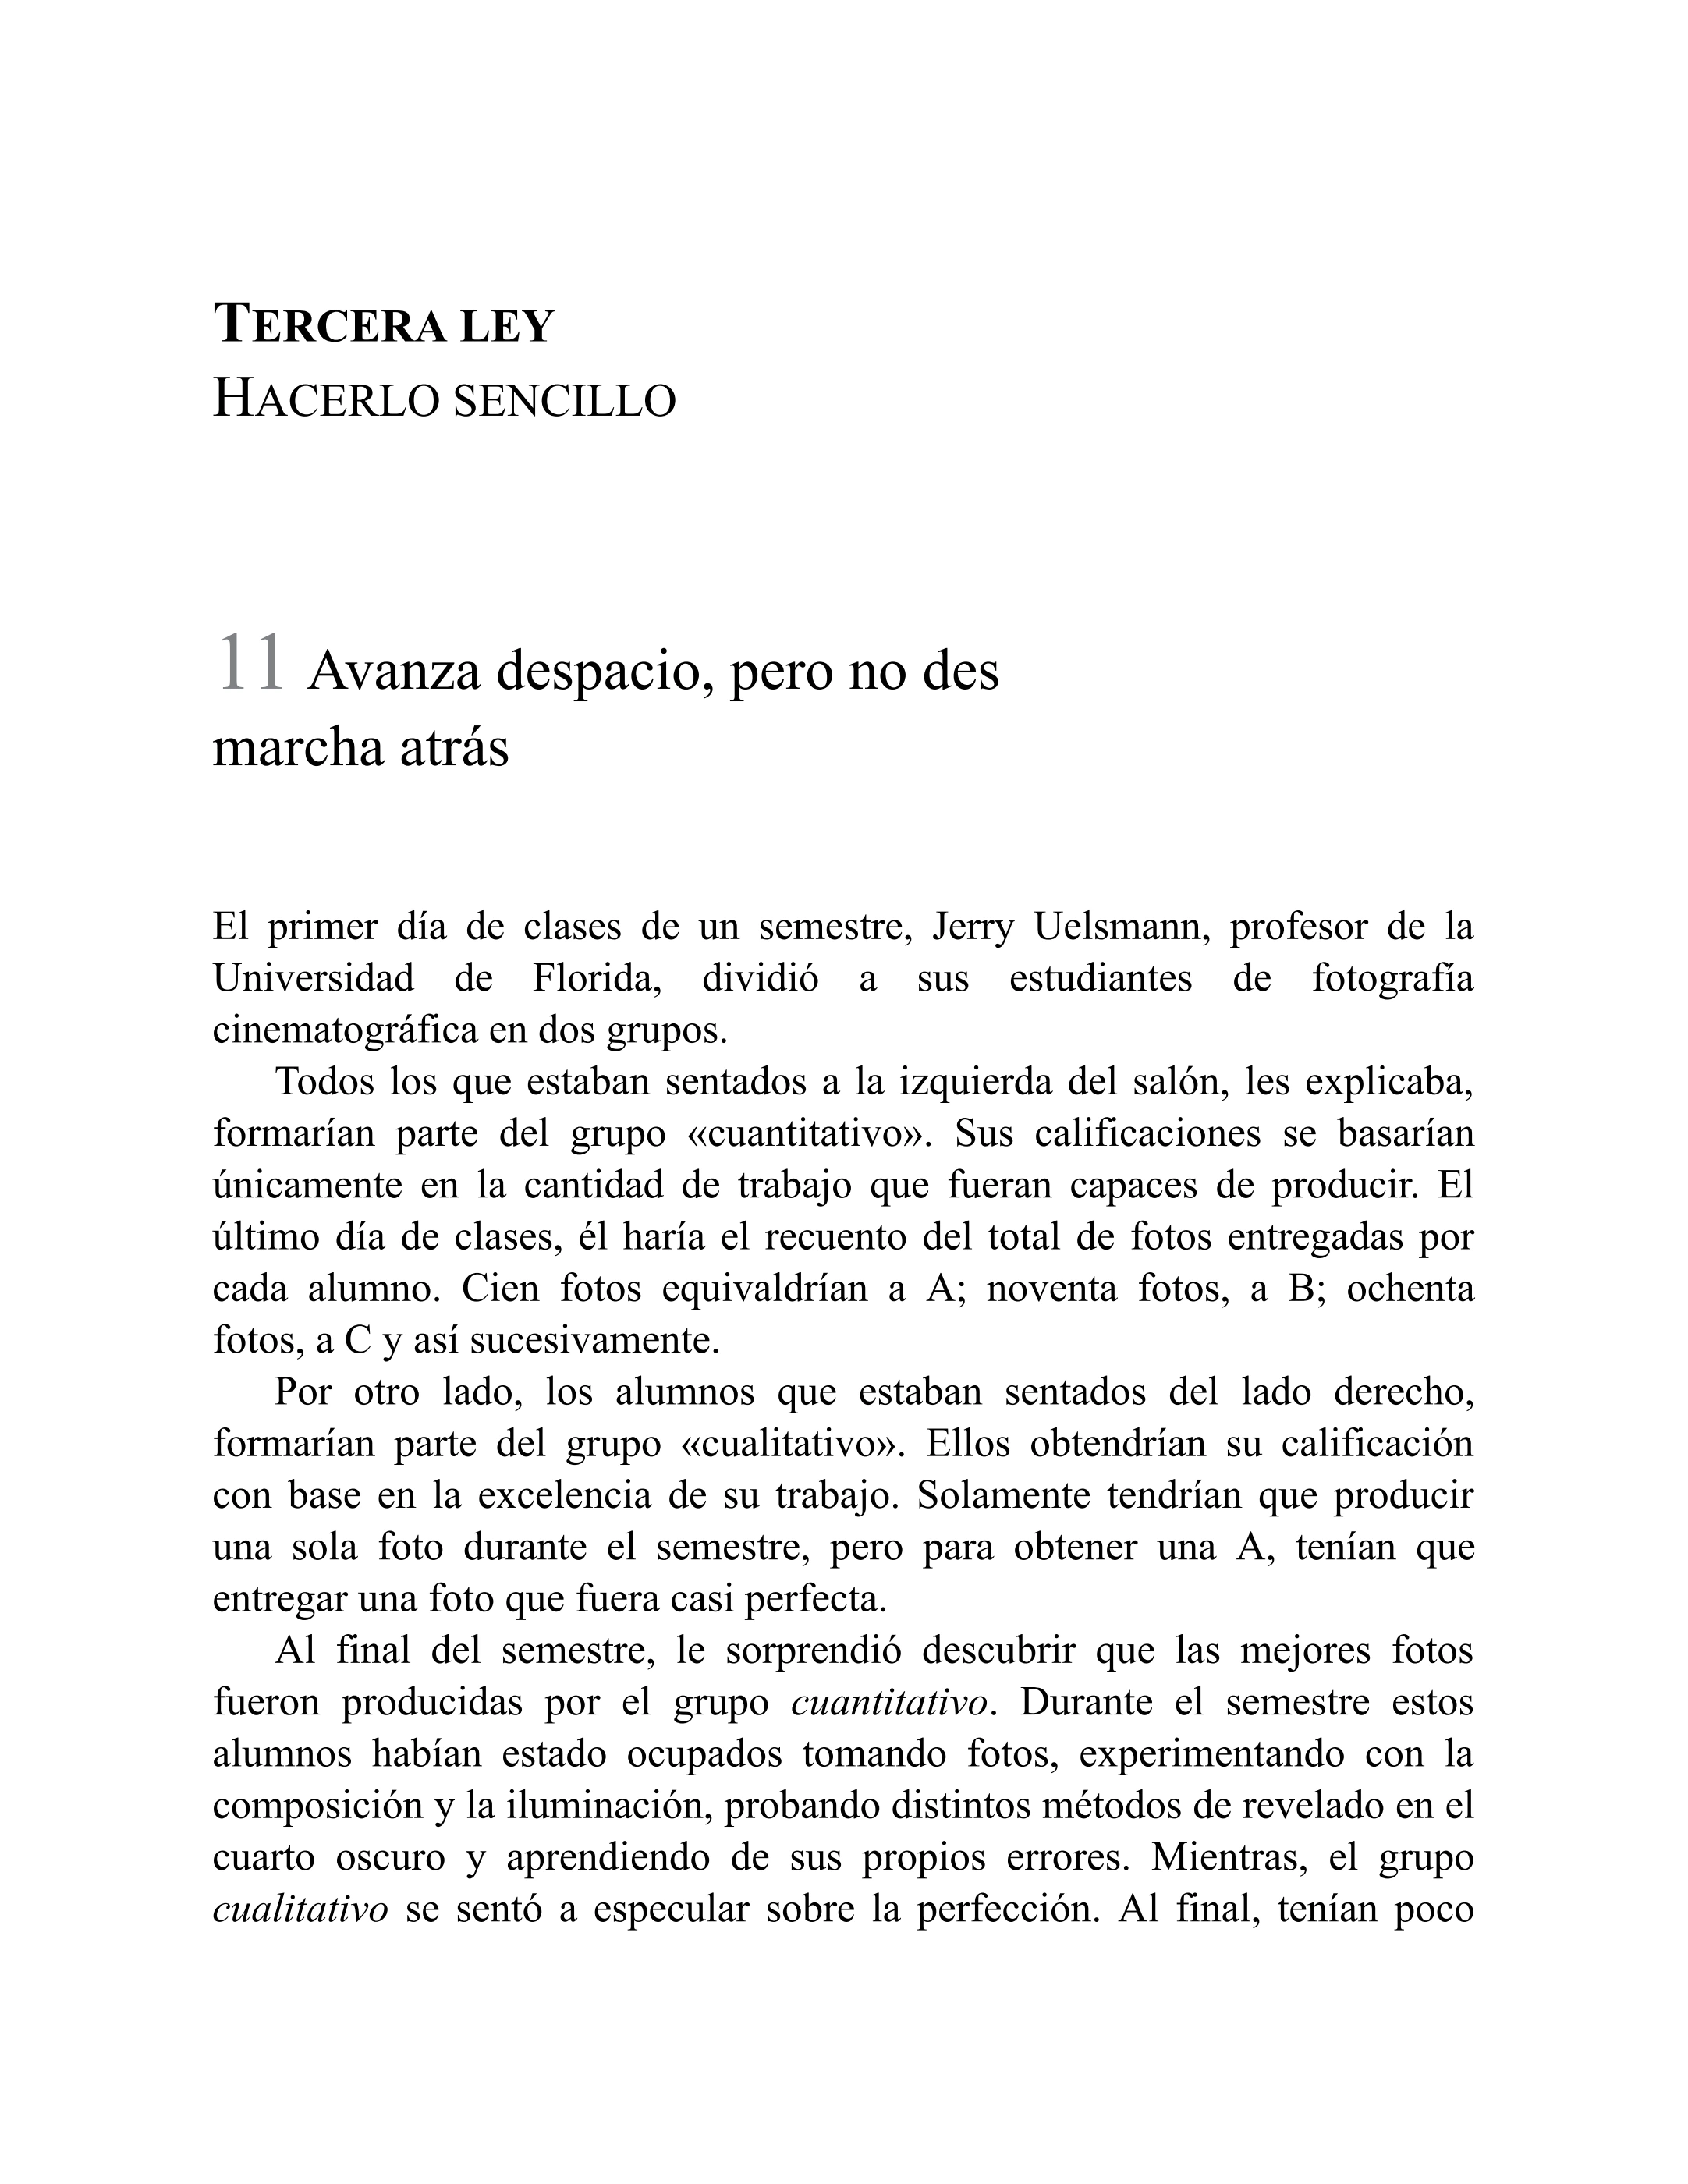 TERCERA LEY
HACERLO SENCILLO
11 Avanza despacio, pero no des
marcha atrás
El primer día de clases de un semestre, Jerry Uelsmann, profesor de la
Universidad de Florida, dividió a sus estudiantes de fotografía
cinematográfica en dos grupos.
Todos los que estaban sentados a la izquierda del salón, les explicaba,
formarían parte del grupo «cuantitativo». Sus calificaciones se basarían
únicamente en la cantidad de trabajo que fueran capaces de producir. El
último día de clases, él haría el recuento del total de fotos entregadas por
cada alumno. Cien fotos equivaldrían a A; noventa fotos, a B; ochenta
fotos, a C y así sucesivamente.
Por otro lado, los alumnos que estaban sentados del lado derecho,
formarían parte del grupo «cualitativo». Ellos obtendrían su calificación
con base en la excelencia de su trabajo. Solamente tendrían que producir
una sola foto durante el semestre, pero para obtener una A, tenían que
entregar una foto que fuera casi perfecta.
Al final del semestre, le sorprendió descubrir que las mejores fotos
fueron producidas por el grupo cuantitativo. Durante el semestre estos
alumnos habían estado ocupados tomando fotos, experimentando con la
composición y la iluminación, probando distintos métodos de revelado en el
cuarto oscuro y aprendiendo de sus propios errores. Mientras, el grupo
cualitativo se sentó a especular sobre la perfección. Al final, tenían poco